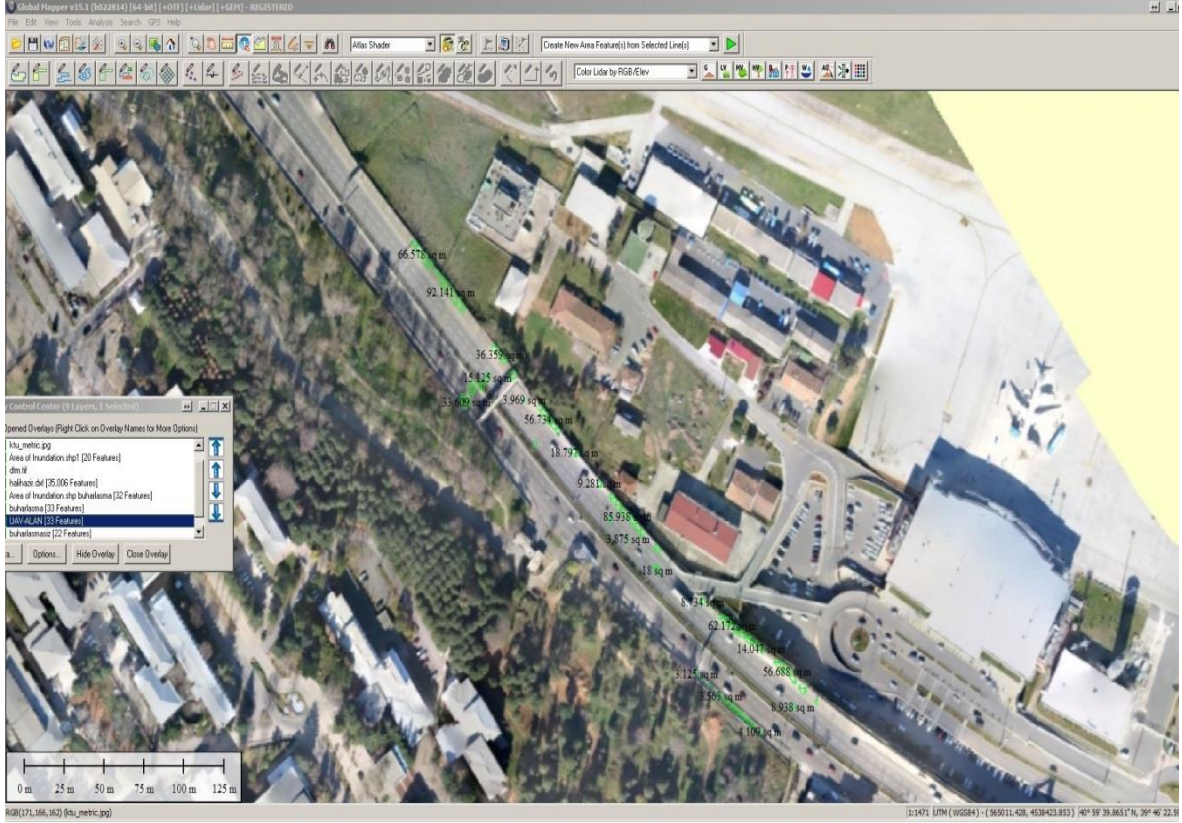 Global Mapper v15.1 (b022814) [64-bit] [+OTF] [+Lidar] [+GEM] - REGISTERED
File Edit View Tools Analysis Search GPS Help
Atlas Shader
Create New Area Feature(s) from Selected Line(s)
Color Lidar by RGB/Elev
66.578 sq m
92.141 sq m
36.359 sq m
15.125 sq m
33.609 sq m
3.969 sq m
56.734 sq m
18.797 sq m
9.281 sq m
85.938 sq m
3.875 sq m
18 sq m
8.734 sq m
62.172 sq m
14.047 sq m
56.688 sq m
3.125 sq m
3.563 sq m
8.938 sq m
4.109 sq m
Control Center (9 Layers, 1 Selected)
Opened Overlays (Right Click on Overlay Names for More Options)
ktu_metric.jpg
Area of Inundation.shp1 [20 Features]
dtm.tif
halihazir.dxf [35,006 Features]
Area of Inundation.shp buharlasma [32 Features]
buharlasma [33 Features]
UAV-ALAN [33 Features]
buharlasmasiz [22 Features]
Options... Hide Overlay Close Overlay
0 m 25 m 50 m 75 m 100 m 125 m
RGB(171,166,162) (ktu_metric.jpg)
1:1471 UTM (WGS84) - ( 565011.428, 4538423.853 ) 40° 59' 39.8651" N, 39° 46' 22.59